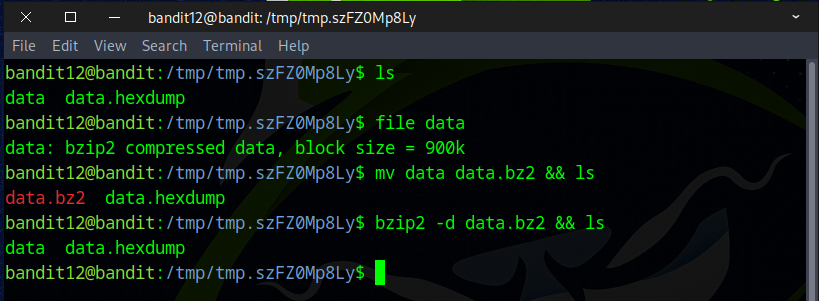 bandit12@bandit: /tmp/tmp.szFZ0Mp8Ly
File Edit View Search Terminal Help
bandit12@bandit:/tmp/tmp.szFZ0Mp8Ly$ ls
data  data.hexdump
bandit12@bandit:/tmp/tmp.szFZ0Mp8Ly$ file data
data: bzip2 compressed data, block size = 900k
bandit12@bandit:/tmp/tmp.szFZ0Mp8Ly$ mv data data.bz2 && ls
data.bz2  data.hexdump
bandit12@bandit:/tmp/tmp.szFZ0Mp8Ly$ bzip2 -d data.bz2 && ls
data  data.hexdump
bandit12@bandit:/tmp/tmp.szFZ0Mp8Ly$